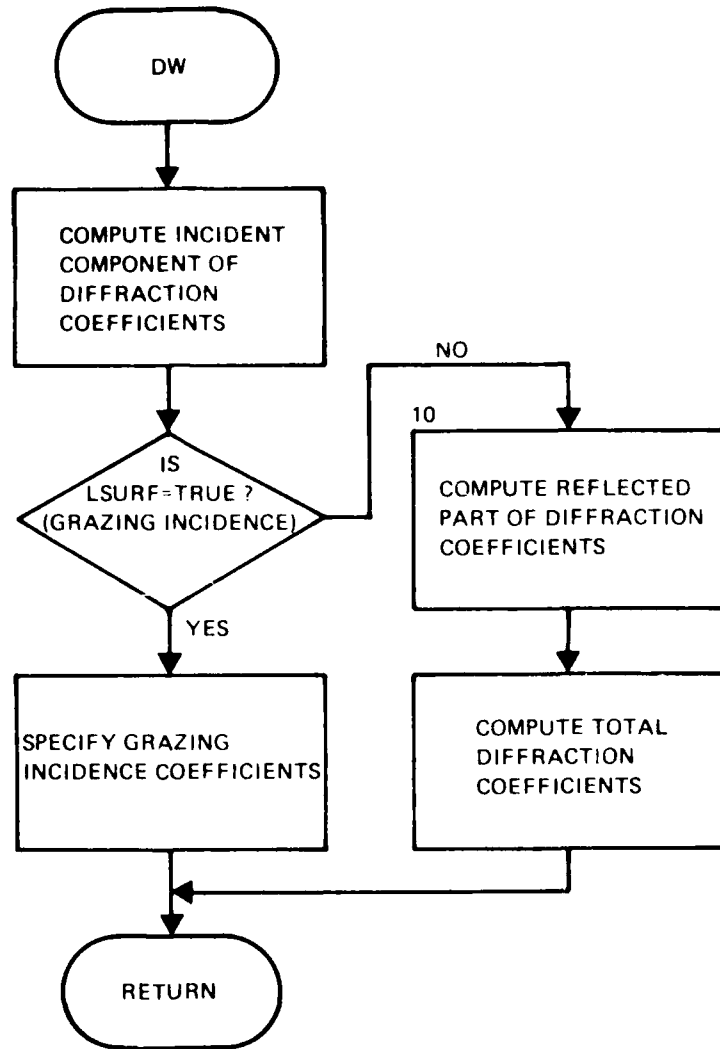 DW
COMPUTE INCIDENT
COMPONENT OF
DIFFRACTION
COEFFICIENTS
IS
LSURF=TRUE ?
(GRAZING INCIDENCE)
YES
SPECIFY GRAZING
INCIDENCE COEFFICIENTS
NO
10
COMPUTE REFLECTED
PART OF DIFFRACTION
COEFFICIENTS
COMPUTE TOTAL
DIFFRACTION
COEFFICIENTS
RETURN